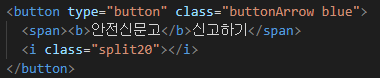 <button type="button" class="buttonArrow blue">
<span><b>안전신문고</b>신고하기</span>
<i class="split20"></i>
</button>